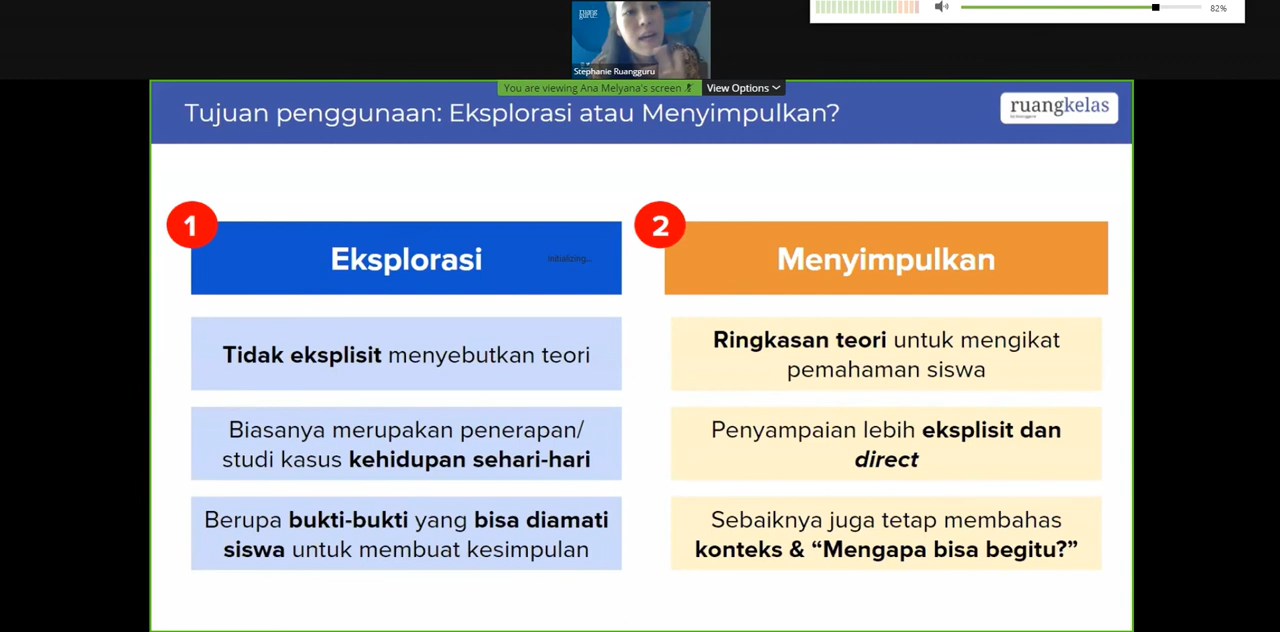 ruang
guru
Stephanie Ruangguru
82%
You are viewing Ana Melyana's screen
View Options
Tujuan penggunaan: Eksplorasi atau Menyimpulkan?
ruangkelas
1
Eksplorasi
Initializing...
Tidak eksplisit menyebutkan teori
Biasanya merupakan penerapan/
studi kasus kehidupan sehari-hari
Berupa bukti-bukti yang bisa diamati
siswa untuk membuat kesimpulan
2
Menyimpulkan
Ringkasan teori untuk mengikat
pemahaman siswa
Penyampaian lebih eksplisit dan
direct
Sebaiknya juga tetap membahas
konteks & “Mengapa bisa begitu?”